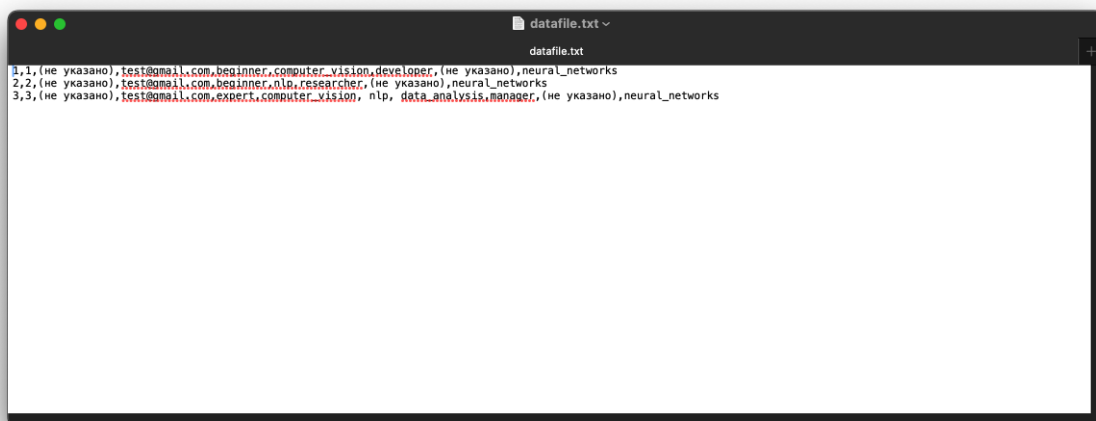 datafile.txt
datafile.txt
1,1,(не указано),test@gmail.com,beginner,computer_vision,developer,(не указано),neural_networks
2,2,(не указано),test@gmail.com,beginner,nlp,researcher,(не указано),neural_networks
3,3,(не указано),test@gmail.com,expert,computer_vision, nlp, data_analysis,manager,(не указано),neural_networks